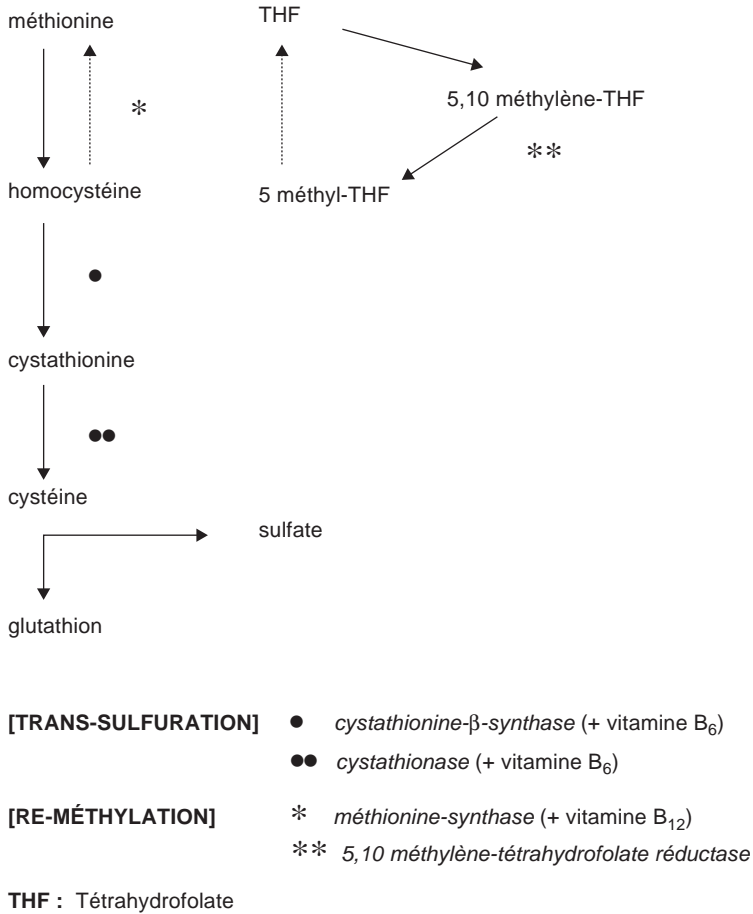 méthionine THF
5,10 méthylène-THF
*
**
homocystéine 5 méthyl-THF
●
cystathionine
●●
cystéine
sulfate
glutathion
[TRANS-SULFURATION] ● cystathionine-β-synthase (+ vitamine B6)
●● cystathionase (+ vitamine B6)
[RE-MÉTHYLATION] * méthionine-synthase (+ vitamine B12)
** 5,10 méthylène-tétrahydrofolate réductase
THF : Tétrahydrofolate